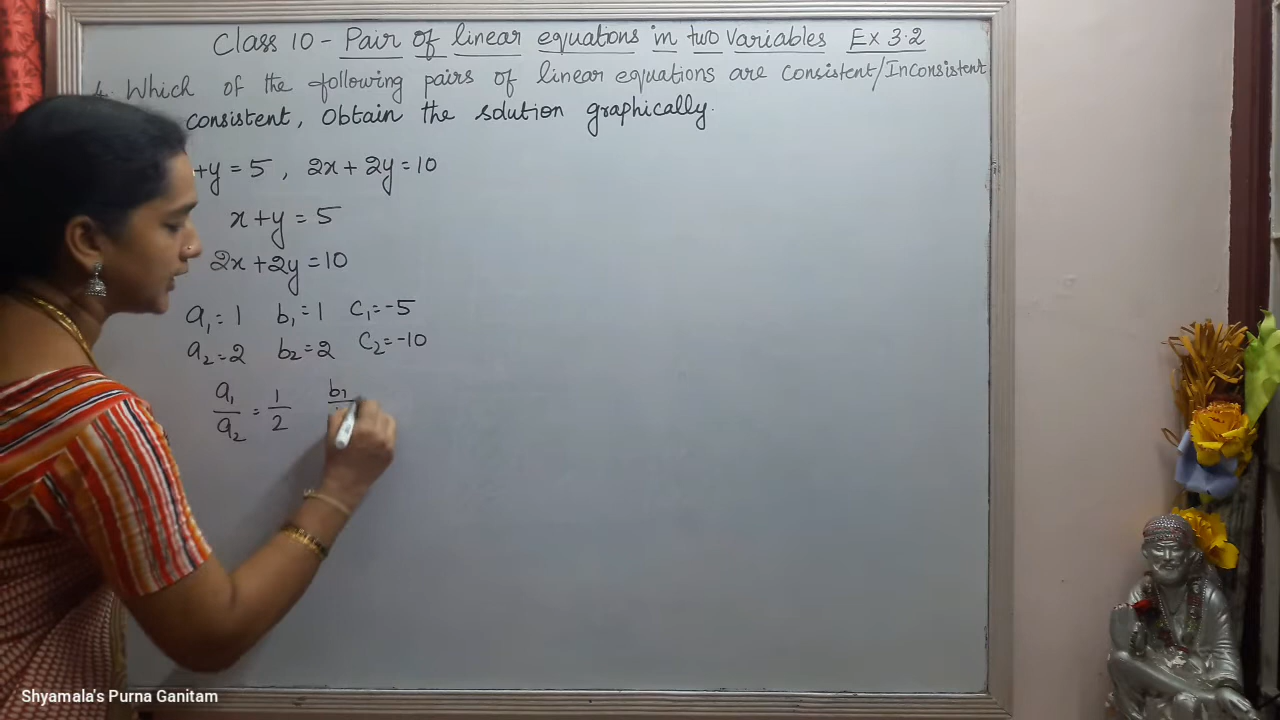 Class 10 - Pair of linear equations in two Variables Ex 3.2
4. Which of the following pairs of linear equations are consistent/Inconsistent
consistent, Obtain the solution graphically.
+y = 5 , 2x + 2y = 10
x + y = 5
2x + 2y = 10
a₁ = 1 b₁ = 1 c₁ = -5
a₂ = 2 b₂ = 2 c₂ = -10
a₁/a₂ = 1/2 b₁
Shyamala's Purna Ganitam